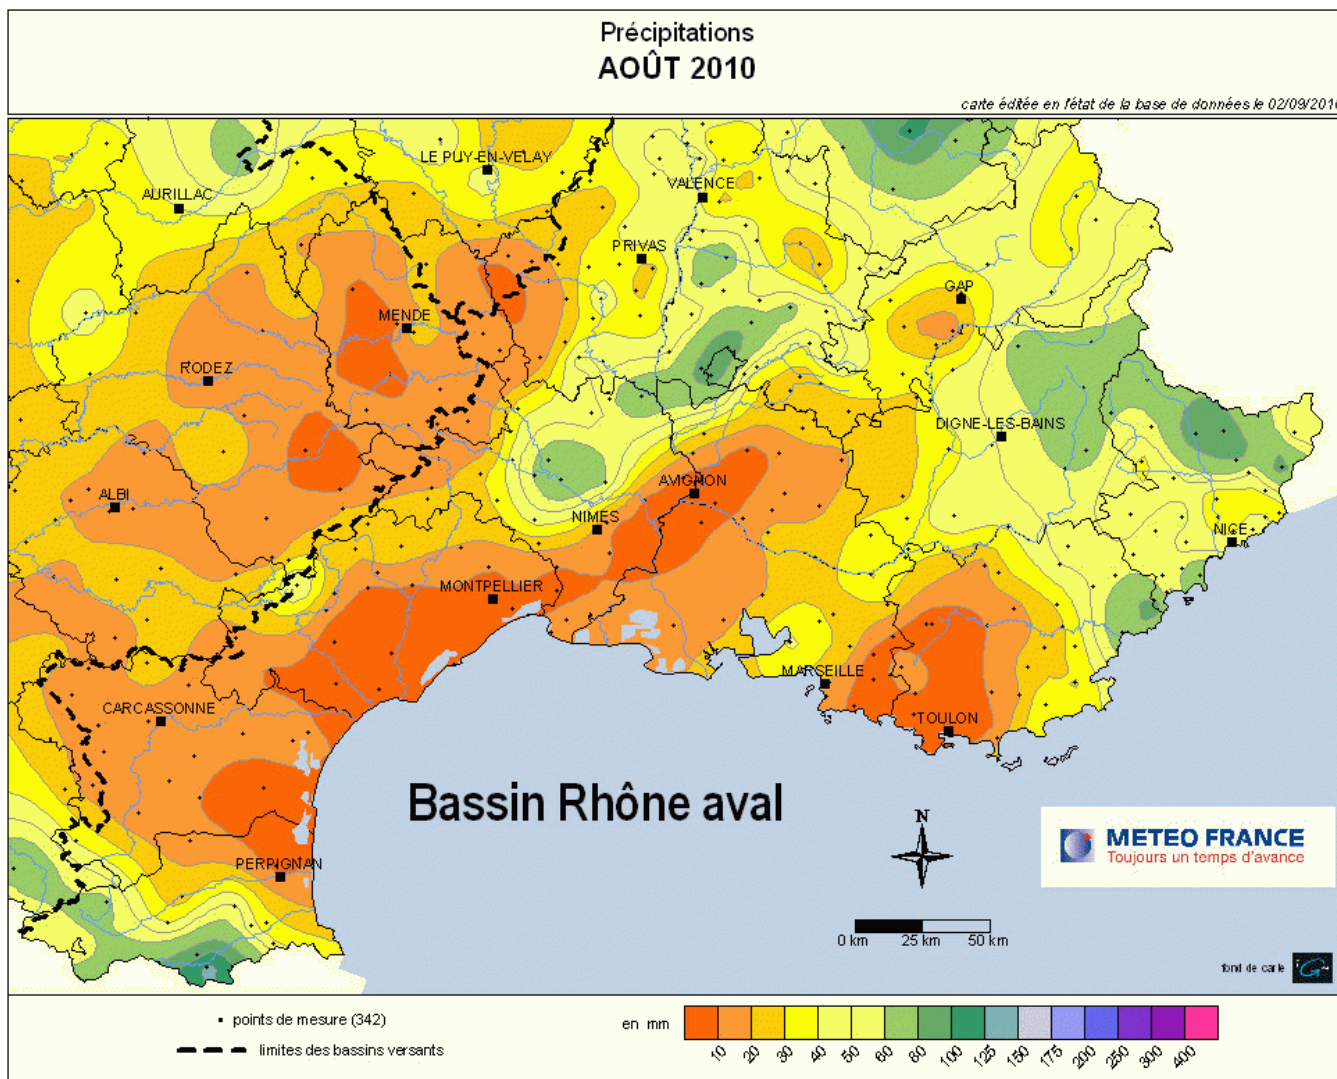 Précipitations
AOÛT 2010
carte éditée en l'état de la base de données le 02/09/2010
LE PUY-EN-VELAY
AURILLAC
VALENCE
PRIVAS
GAP
MENDE
RODEZ
DIGNE-LES-BAINS
ALBI
AVIGNON
NIMES
NICE
MONTPELLIER
MARSEILLE
CARCASSONNE
TOULON
Bassin Rhône aval
N
METEO FRANCE
Toujours un temps d'avance
PERPIGNAN
0 km 25 km 50 km
fond de carte
points de mesure (342)
limites des bassins versants
en mm
10 20 30 40 50 60 80 100 125 150 175 200 250 300 400